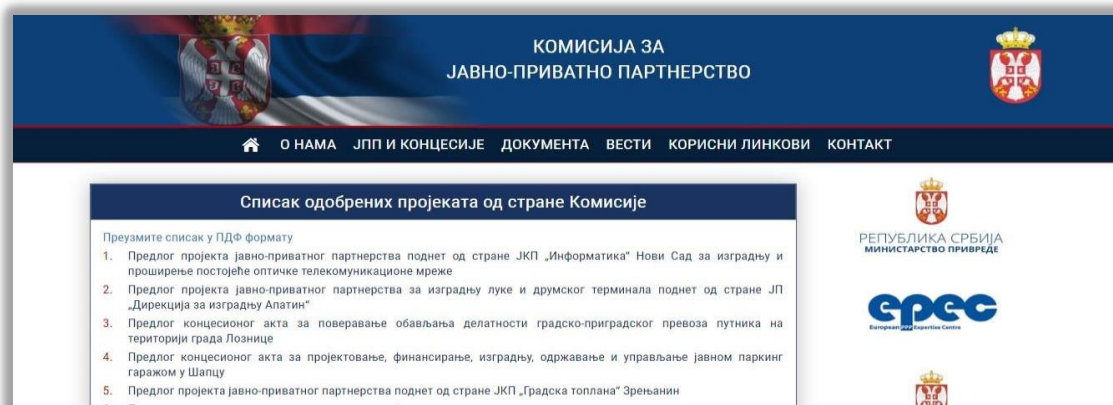 КОМИСИЈА ЗА
ЈАВНО-ПРИВАТНО ПАРТНЕРСТВО
О НАМА ЈПП И КОНЦЕСИЈЕ ДОКУМЕНТА ВЕСТИ КОРИСНИ ЛИНКОВИ КОНТАКТ
Списак одобрених пројеката од стране Комисије
Преузмите списак у ПДФ формату
1. Предлог пројекта јавно-приватног партнерства поднет од стране ЈКП „Информатика“ Нови Сад за изградњу и
проширење постојеће оптичке телекомуникационе мреже
2. Предлог пројекта јавно-приватног партнерства за изградњу луке и друмског терминала поднет од стране ЈП
„Дирекција за изградњу Апатин“
3. Предлог концесионог акта за поверавање обављања делатности градско-приградског превоза путника на
територији града Лознице
4. Предлог концесионог акта за пројектовање, финансирање, изградњу, одржавање и управљање јавном паркинг
гаражом у Шапцу
5. Предлог пројекта јавно-приватног партнерства поднет од стране ЈКП „Градска топлана“ Зрењанин
РЕПУБЛИКА СРБИЈА
МИНИСТАРСТВО ПРИВРЕДЕ
epec
European PPP Expertise Centre